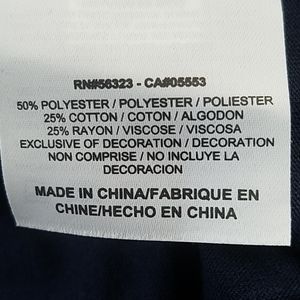 RN#56323 - CA#05553
50% POLYESTER / POLYESTER / POLIESTER
25% COTTON / COTON / ALGODON
25% RAYON / VISCOSE / VISCOSA
EXCLUSIVE OF DECORATION / DECORATION
NON COMPRISE / NO INCLUYE LA
DECORACION
MADE IN CHINA/FABRIQUE EN
CHINE/HECHO EN CHINA